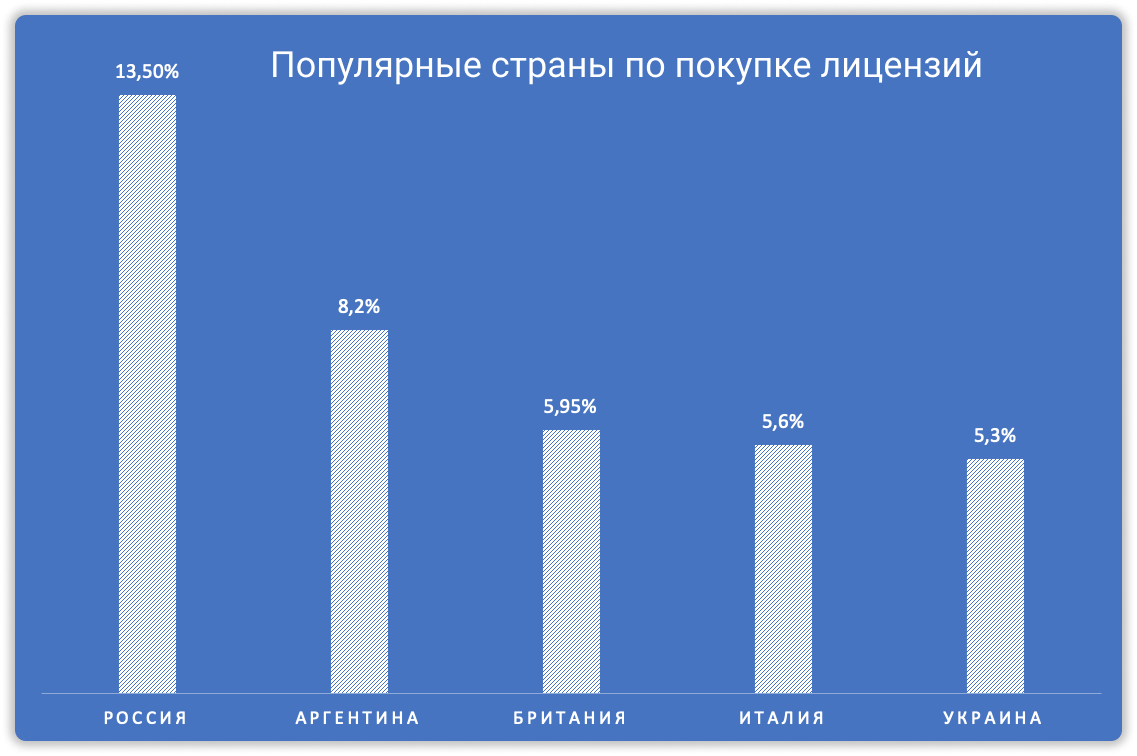 Популярные страны по покупке лицензий
13,50%
8,2%
5,95%
5,6%
5,3%
РОССИЯ
АРГЕНТИНА
БРИТАНИЯ
ИТАЛИЯ
УКРАИНА